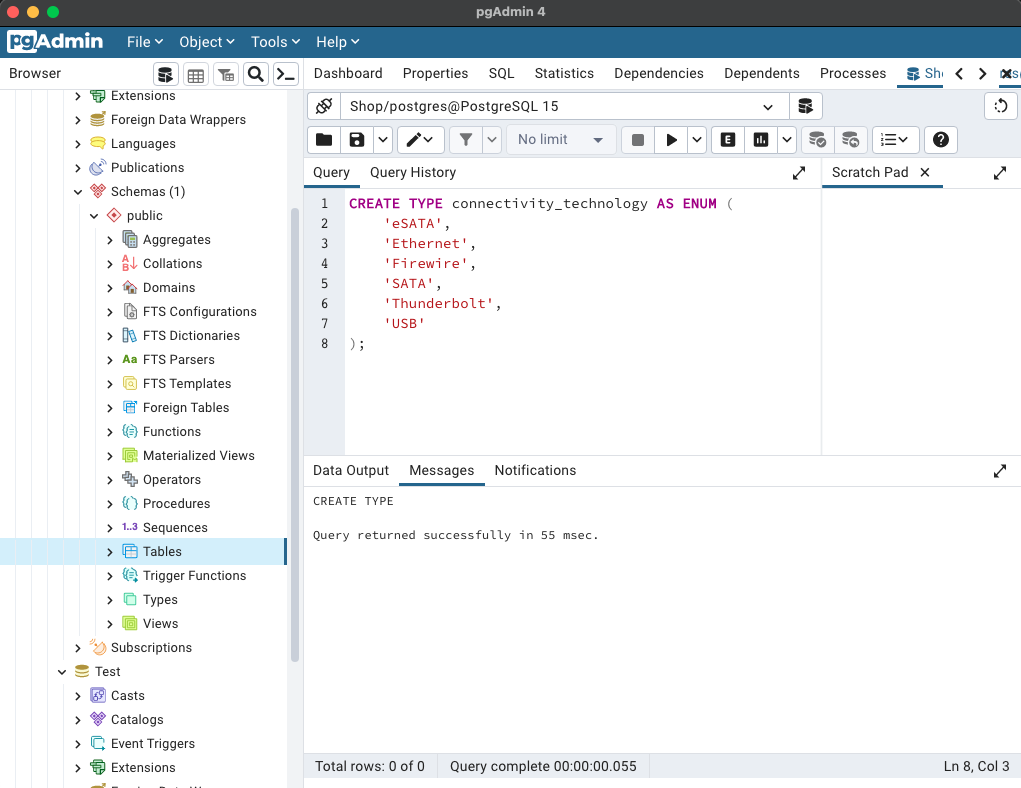 pgAdmin 4
pgAdmin File Object Tools Help
Browser
Dashboard Properties SQL Statistics Dependencies Dependents Processes
Extensions
Foreign Data Wrappers
Languages
Publications
Schemas (1)
public
Aggregates
Collations
Domains
FTS Configurations
FTS Dictionaries
Aa FTS Parsers
FTS Templates
Foreign Tables
Functions
Materialized Views
Operators
Procedures
1..3 Sequences
Tables
Trigger Functions
Types
Views
Subscriptions
Test
Casts
Catalogs
Event Triggers
Extensions
Shop/postgres@PostgreSQL 15
No limit
E
Query Query History
Scratch Pad
1 CREATE TYPE connectivity_technology AS ENUM (
2 'eSATA',
3 'Ethernet',
4 'Firewire',
5 'SATA',
6 'Thunderbolt',
7 'USB'
8 );
Data Output Messages Notifications
CREATE TYPE
Query returned successfully in 55 msec.
Total rows: 0 of 0 Query complete 00:00:00.055 Ln 8, Col 3